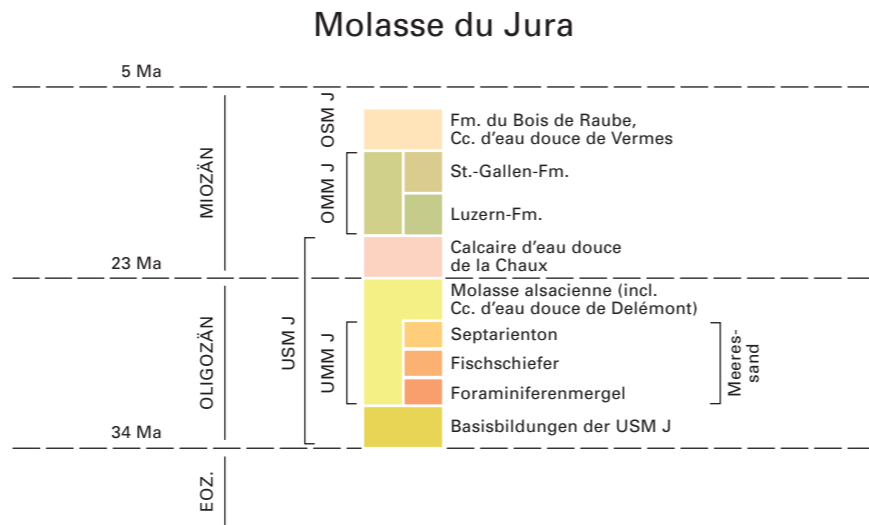 Molasse du Jura
5 Ma
MIOZÄN
OSM J
Fm. du Bois de Raube,
Cc. d'eau douce de Vermes
OMM J
St.-Gallen-Fm.
Luzern-Fm.
23 Ma
USM J
Calcaire d'eau douce
de la Chaux
OLIGOZÄN
Molasse alsacienne (incl.
Cc. d'eau douce de Delémont)
UMM J
Septarienton
Fischschiefer
Foraminiferenmergel
Meeres-
sand
34 Ma
Basisbildungen der USM J
EOZ.